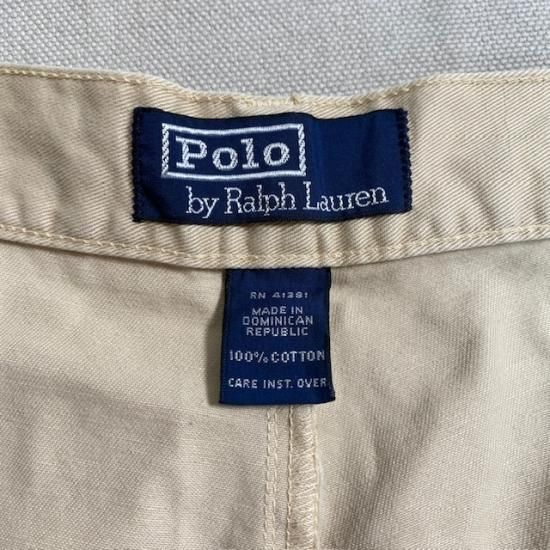 Polo
by Ralph Lauren
RN 41381
MADE IN
DOMINICAN
REPUBLIC
100% COTTON
CARE INST. OVER